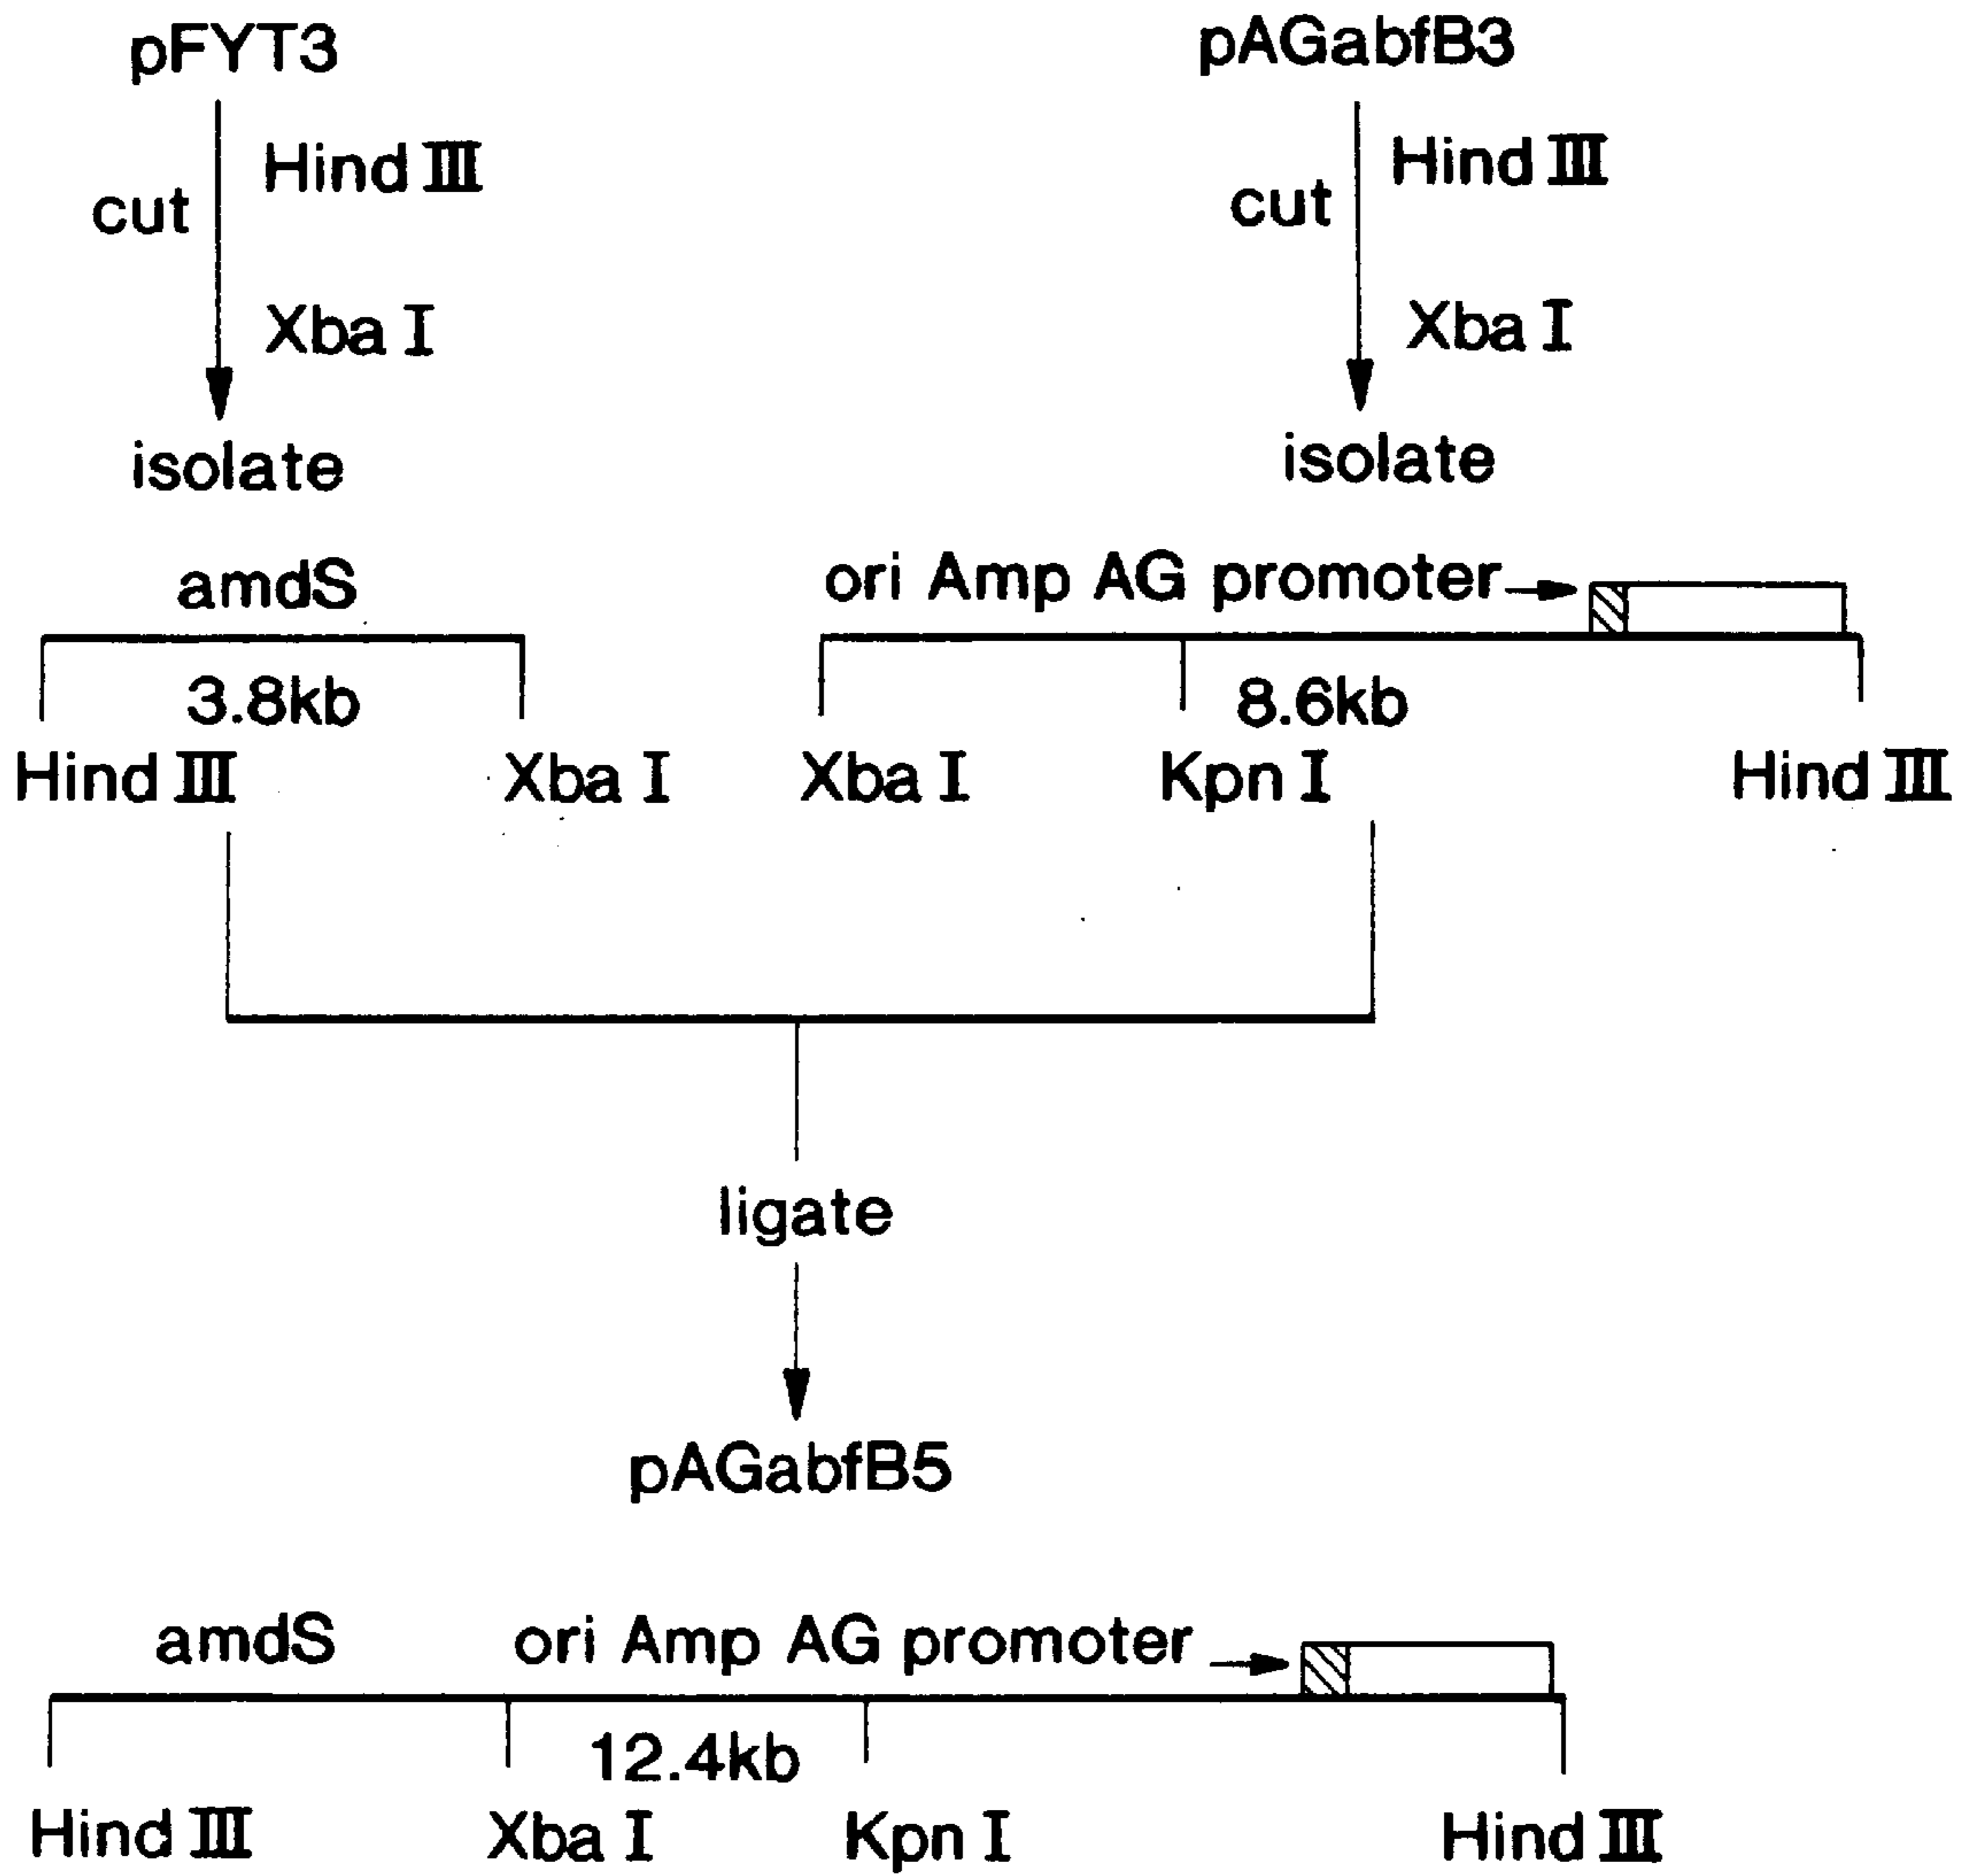 pFYT3
pAGabfB3
cut
Hind III
Xba I
cut
Hind III
Xba I
isolate
isolate
amdS
3.8kb
Hind III
Xba I
ori Amp AG promoter
8.6kb
Xba I
Kpn I
Hind III
ligate
pAGabfB5
amdS
ori Amp AG promoter
12.4kb
Hind III
Xba I
Kpn I
Hind III